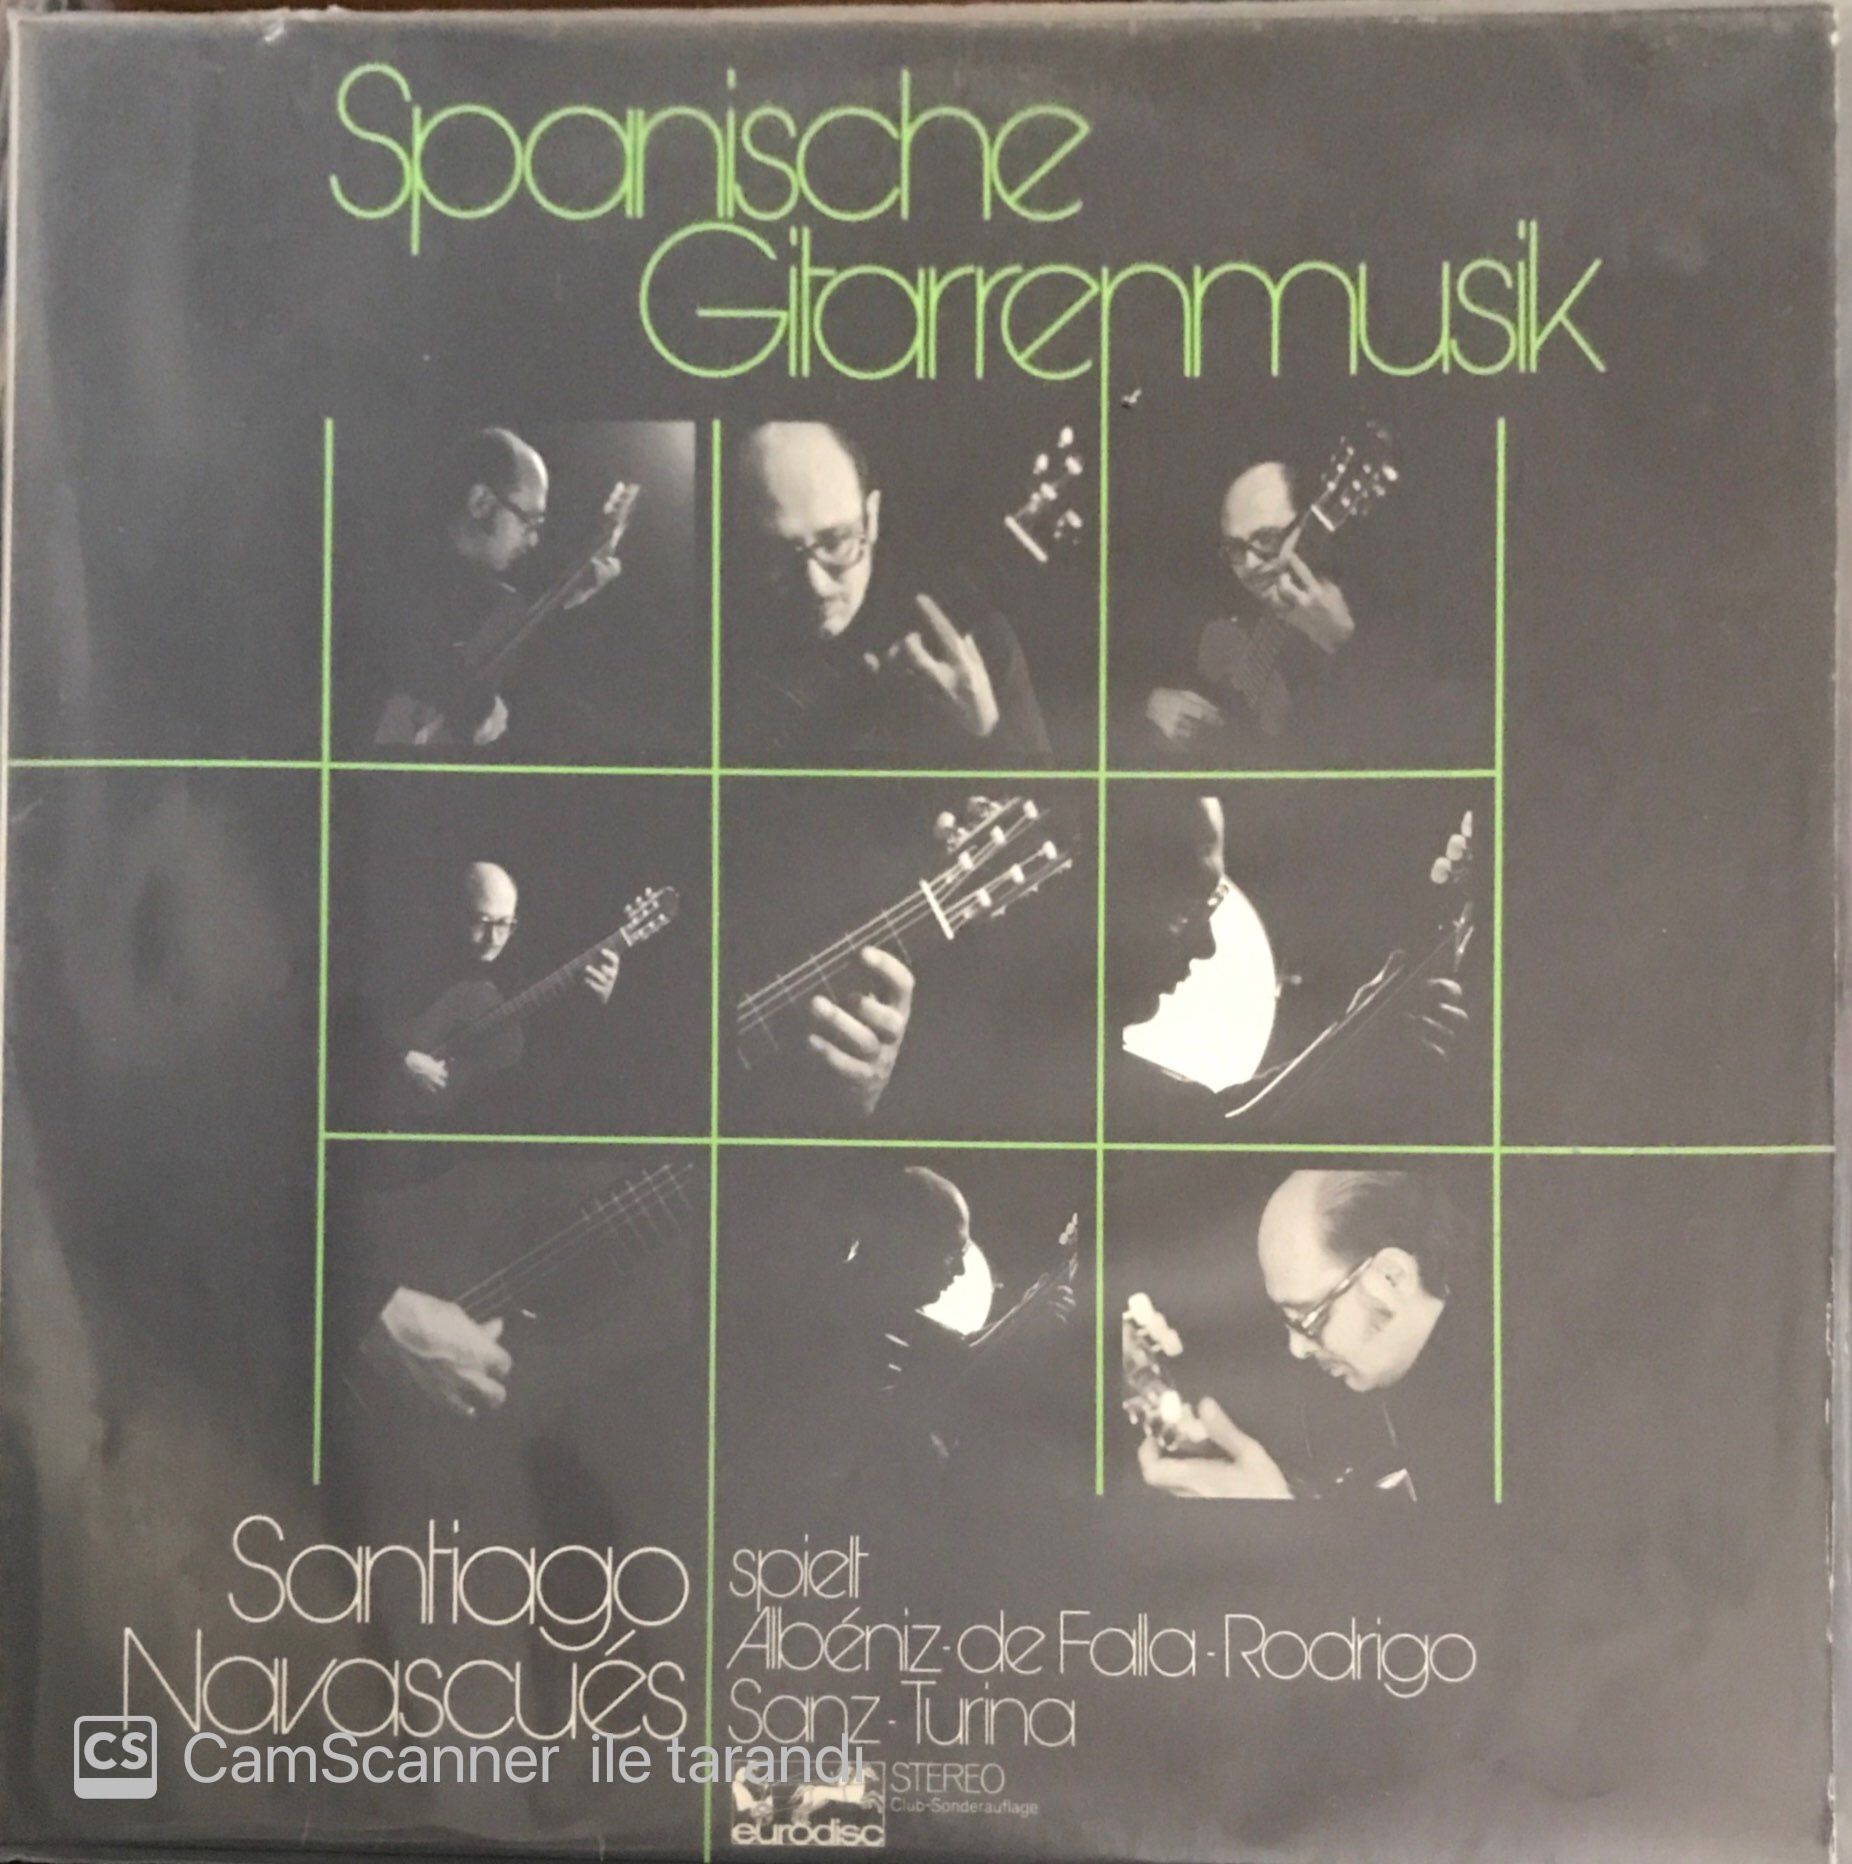 Spanische
Gitarrenmusik
Santiago
Navascués
spielt
Albéniz-de Falla-Rodrigo
Sanz-Turina
CS CamScanner ile tarandı
STEREO
Club-Sonderauflage
eurodisc